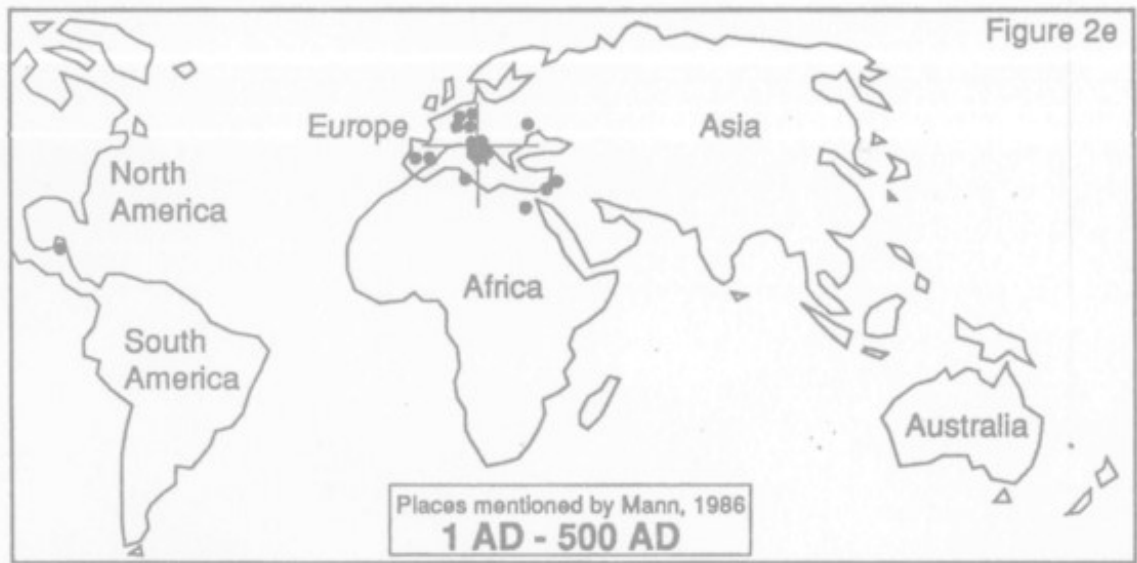 Figure 2e
Europe
Asia
North
America
Africa
South
America
Australia
Places mentioned by Mann, 1986
1 AD - 500 AD